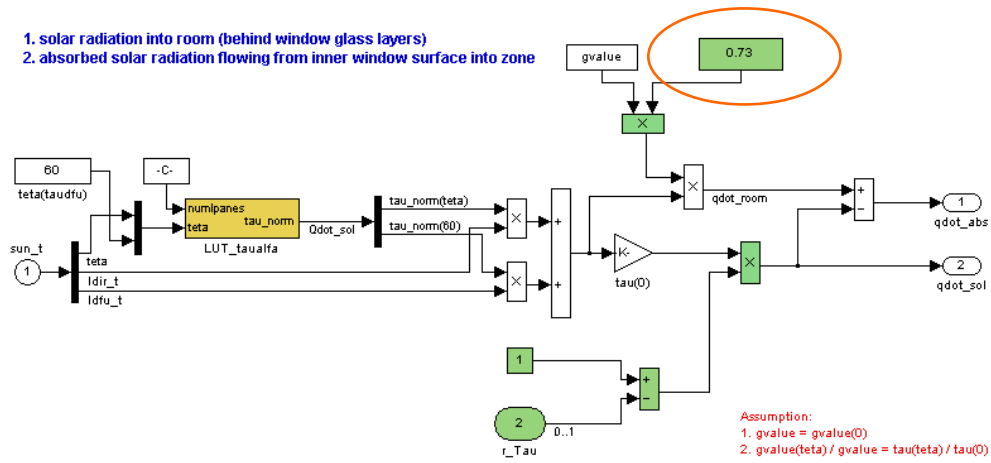 1. solar radiation into room (behind window glass layers)
2. absorbed solar radiation flowing from inner window surface into zone
gvalue
0.73
×
60
teta(taudfu)
-C-
numlpanes
teta
tau_norm
LUT_taualfa
Qdot_sol
tau_norm(teta)
tau_norm(60)
×
×
+
+
×
qdot_room
+
−
1
qdot_abs
sun_t
1
teta
Idir_t
Idfu_t
K-
tau(0)
×
2
qdot_sol
1
+
−
2
0..1
r_Tau
Assumption:
1. gvalue = gvalue(0)
2. gvalue(teta) / gvalue = tau(teta) / tau(0)